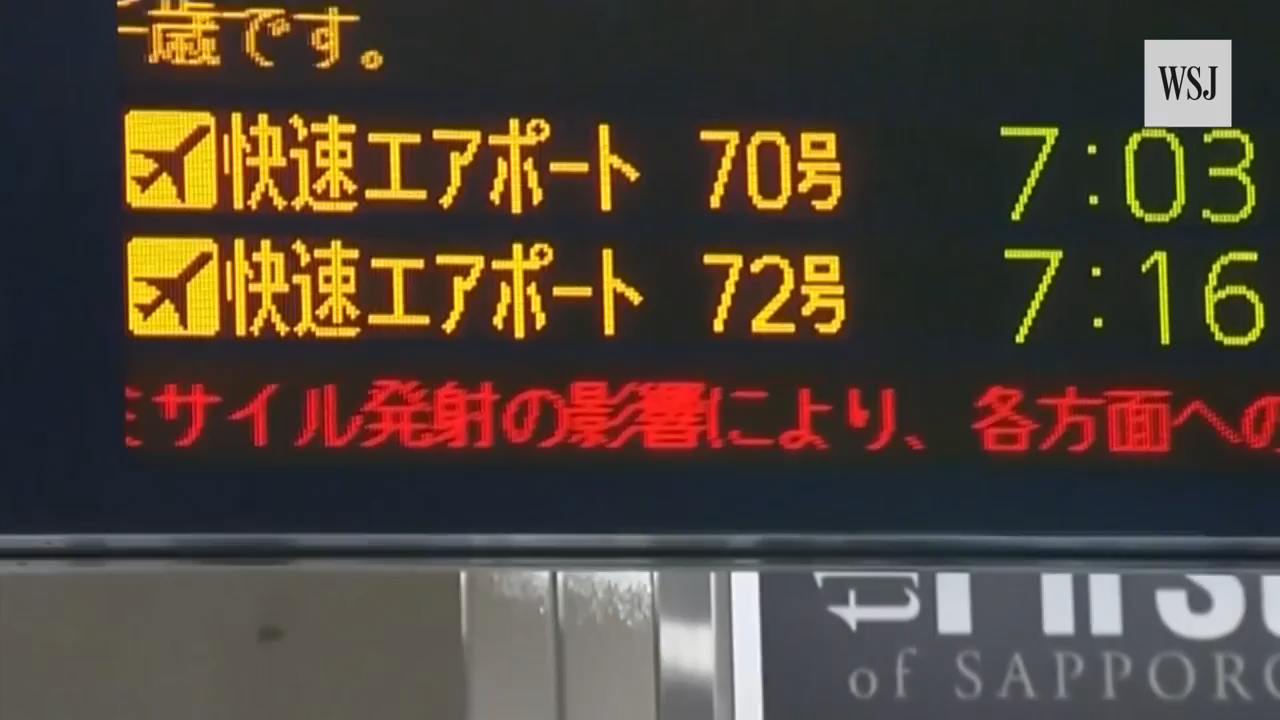 歳です。
WSJ
快速エアポート 70号 7:03
快速エアポート 72号 7:16
ミサイル発射の影響により、各方面への
of SAPPORO